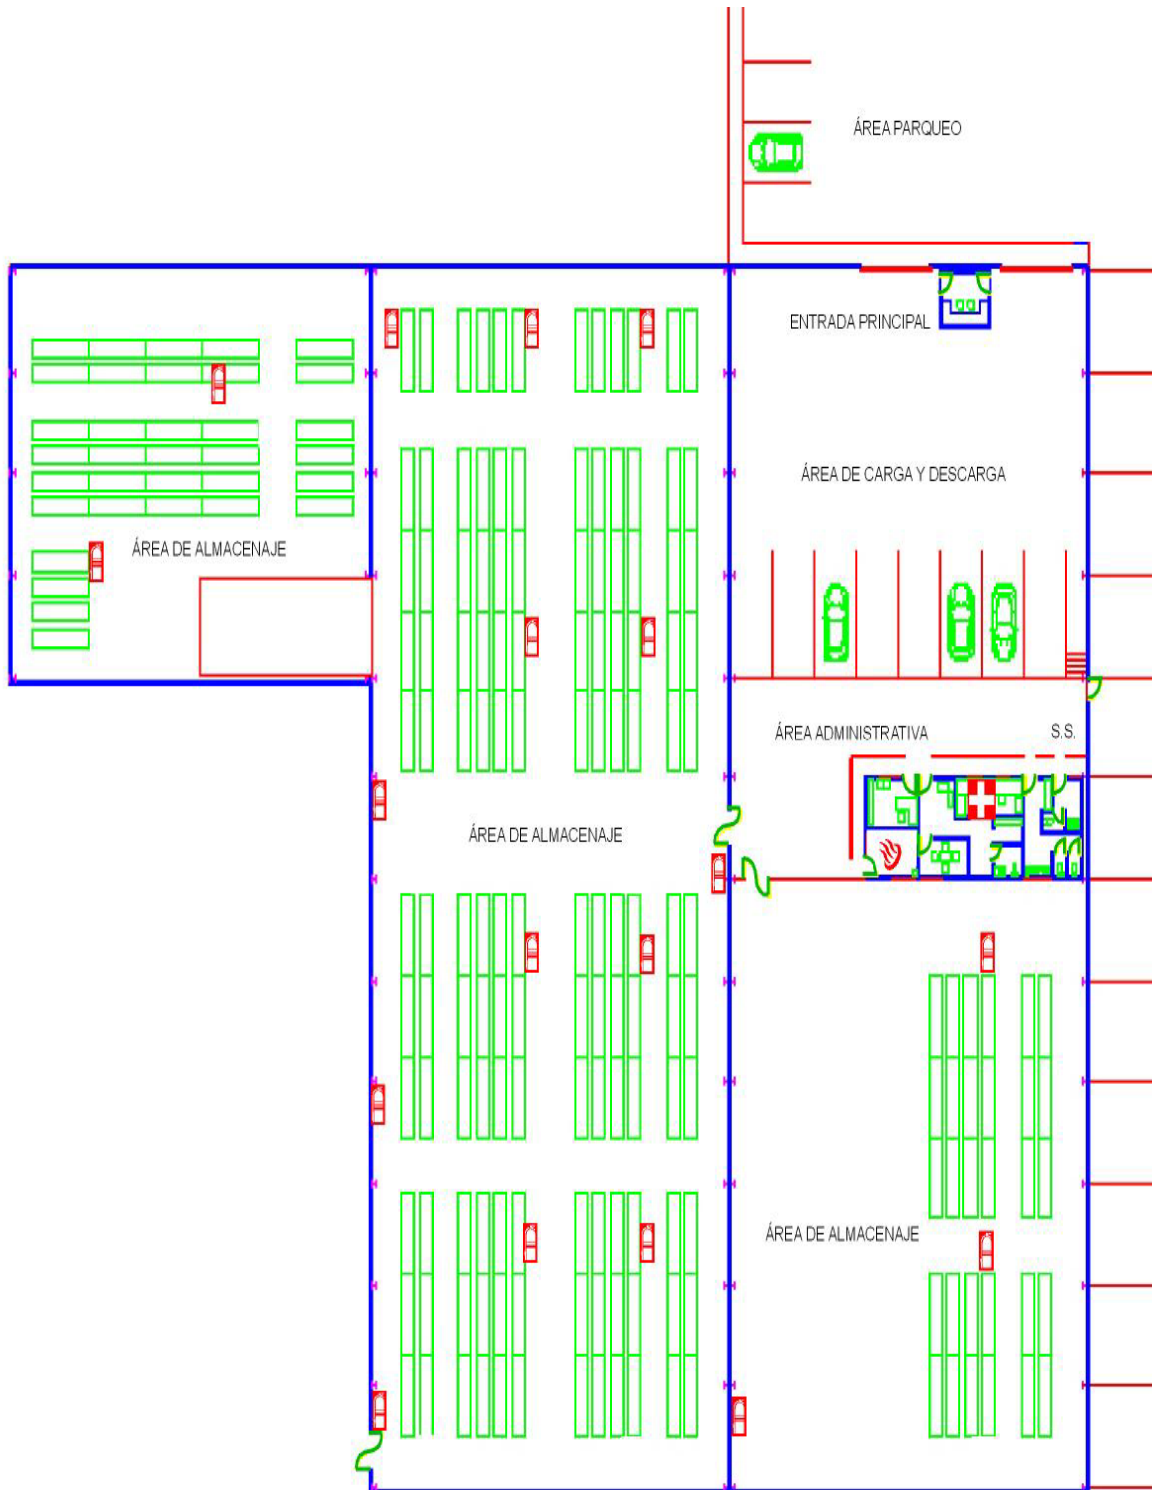 ÁREA PARQUEO
ENTRADA PRINCIPAL
ÁREA DE CARGA Y DESCARGA
ÁREA DE ALMACENAJE
ÁREA ADMINISTRATIVA
S.S.
ÁREA DE ALMACENAJE
ÁREA DE ALMACENAJE